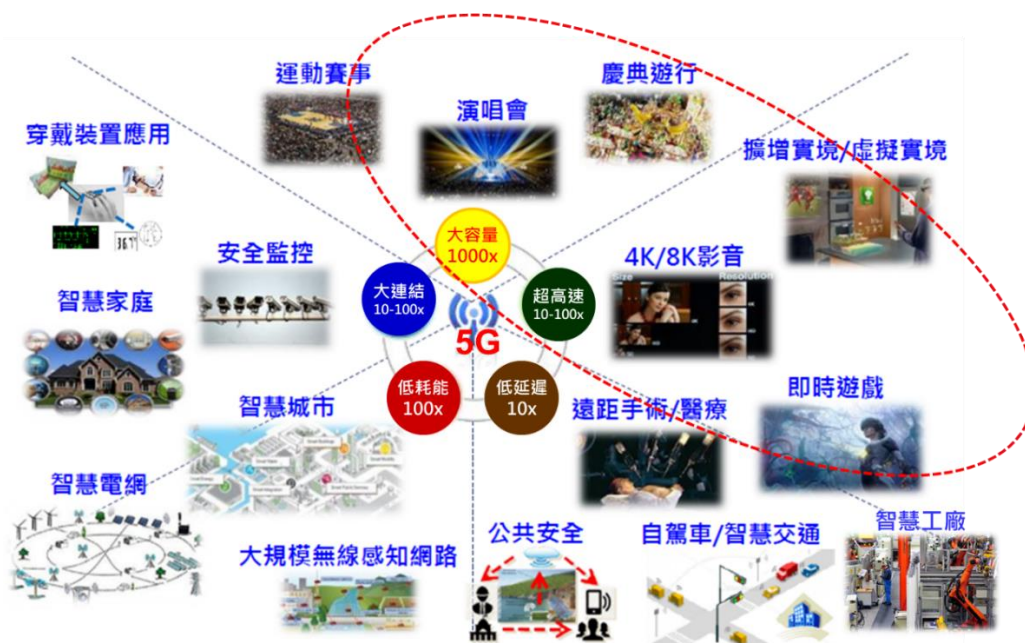 運動賽事
慶典遊行
演唱會
穿戴裝置應用
擴增實境/虛擬實境
36.7
安全監控
大容量
1000x
4K/8K影音
Size
Resolution
大連結
10-100x
超高速
10-100x
智慧家庭
5G
低耗能
100x
低延遲
10x
智慧城市
遠距手術/醫療
即時遊戲
智慧電網
大規模無線感知網路
公共安全
自駕車/智慧交通
智慧工廠